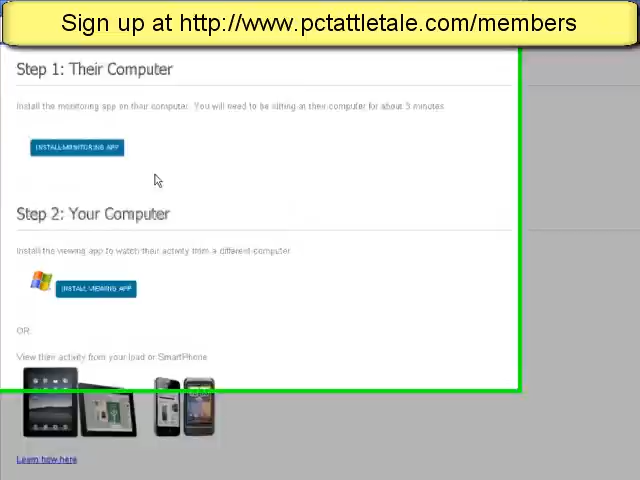 Sign up at http://www.pctattletale.com/members
Step 1: Their Computer
Install the monitoring app on their computer. You will need to be sitting at their computer for about 3 minutes
INSTALL MONITORING APP
Step 2: Your Computer
Install the viewing app to watch their activity from a different computer
INSTALL VIEWING APP
OR:
View their activity from your Ipad or SmartPhone
Learn how here